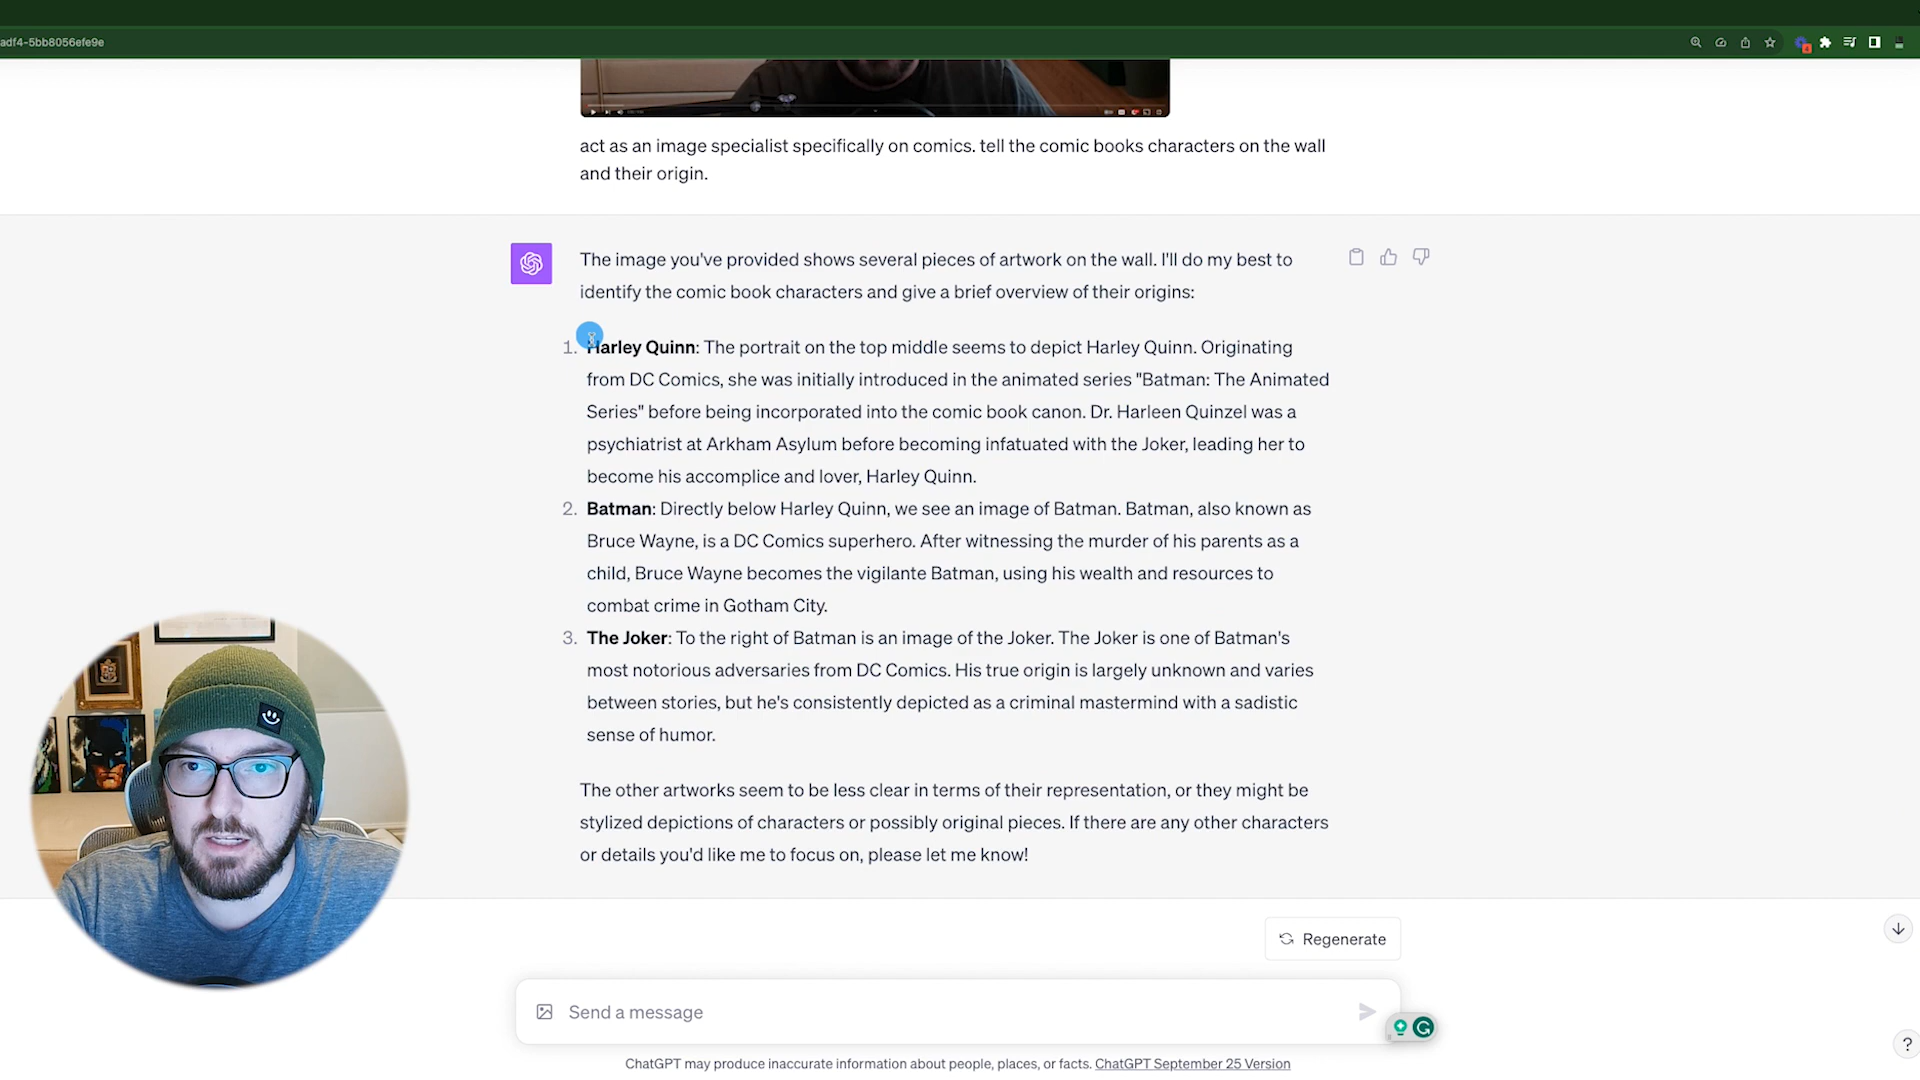 adf4-5bb8056efe9e
act as an image specialist specifically on comics. tell the comic books characters on the wall
and their origin.
The image you've provided shows several pieces of artwork on the wall. I'll do my best to
identify the comic book characters and give a brief overview of their origins:
1. Harley Quinn: The portrait on the top middle seems to depict Harley Quinn. Originating
from DC Comics, she was initially introduced in the animated series "Batman: The Animated
Series" before being incorporated into the comic book canon. Dr. Harleen Quinzel was a
psychiatrist at Arkham Asylum before becoming infatuated with the Joker, leading her to
become his accomplice and lover, Harley Quinn.
2. Batman: Directly below Harley Quinn, we see an image of Batman. Batman, also known as
Bruce Wayne, is a DC Comics superhero. After witnessing the murder of his parents as a
child, Bruce Wayne becomes the vigilante Batman, using his wealth and resources to
combat crime in Gotham City.
3. The Joker: To the right of Batman is an image of the Joker. The Joker is one of Batman's
most notorious adversaries from DC Comics. His true origin is largely unknown and varies
between stories, but he's consistently depicted as a criminal mastermind with a sadistic
sense of humor.
The other artworks seem to be less clear in terms of their representation, or they might be
stylized depictions of characters or possibly original pieces. If there are any other characters
or details you'd like me to focus on, please let me know!
Regenerate
Send a message
ChatGPT may produce inaccurate information about people, places, or facts. ChatGPT September 25 Version
?